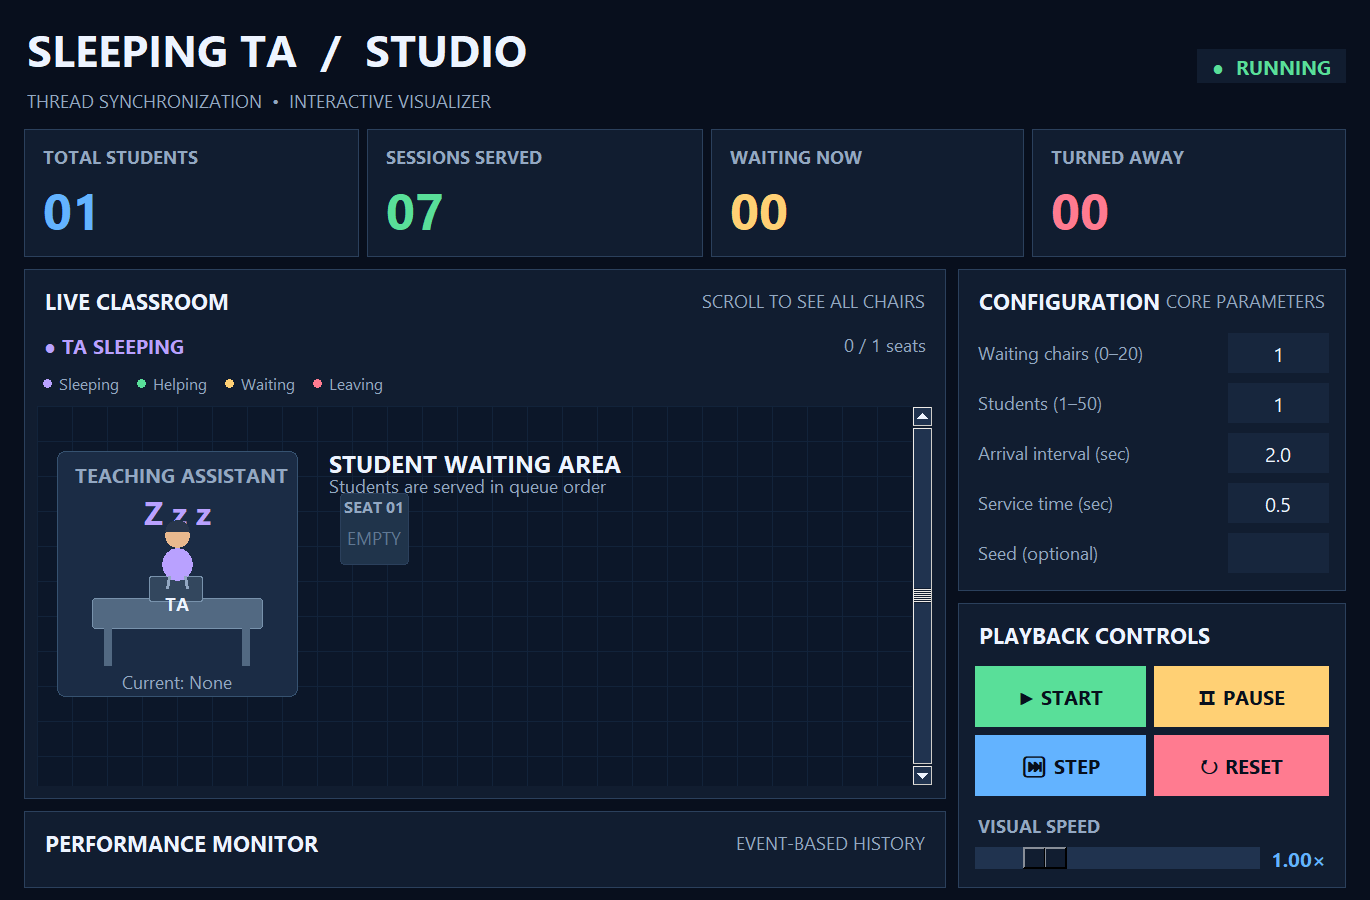 SLEEPING TA / STUDIO
● RUNNING
THREAD SYNCHRONIZATION • INTERACTIVE VISUALIZER
TOTAL STUDENTS
01
SESSIONS SERVED
07
WAITING NOW
00
TURNED AWAY
00
LIVE CLASSROOM
SCROLL TO SEE ALL CHAIRS
● TA SLEEPING
0 / 1 seats
Sleeping
Helping
Waiting
Leaving
TEACHING ASSISTANT
Z z z
TA
Current: None
STUDENT WAITING AREA
Students are served in queue order
SEAT 01
EMPTY
PERFORMANCE MONITOR
EVENT-BASED HISTORY
CONFIGURATION
CORE PARAMETERS
Waiting chairs (0–20)
1
Students (1–50)
1
Arrival interval (sec)
2.0
Service time (sec)
0.5
Seed (optional)
PLAYBACK CONTROLS
▶ START
⏸ PAUSE
⏭ STEP
↻ RESET
VISUAL SPEED
1.00×